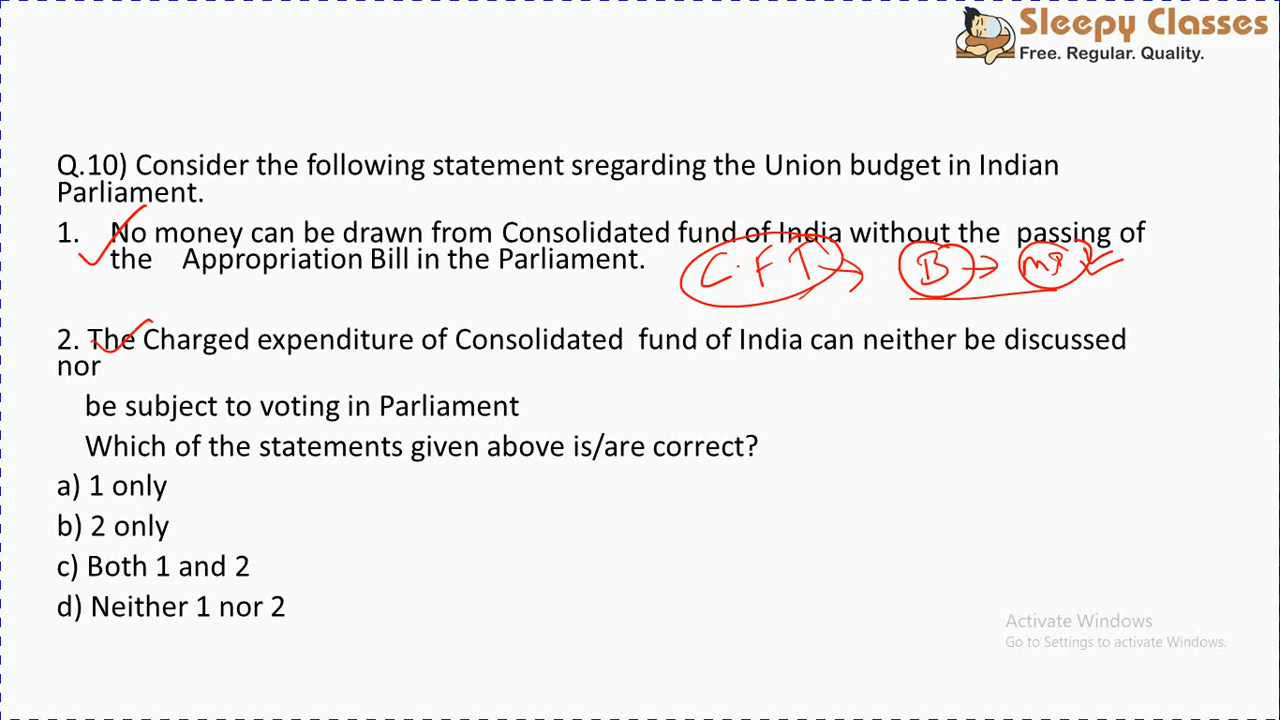 Sleepy Classes
Free. Regular. Quality.
Q.10) Consider the following statement sregarding the Union budget in Indian
Parliament.
1. No money can be drawn from Consolidated fund of India without the passing of
the Appropriation Bill in the Parliament.
C.F.I
B
2. The Charged expenditure of Consolidated fund of India can neither be discussed
nor
be subject to voting in Parliament
Which of the statements given above is/are correct?
a) 1 only
b) 2 only
c) Both 1 and 2
d) Neither 1 nor 2
Activate Windows
Go to Settings to activate Windows.